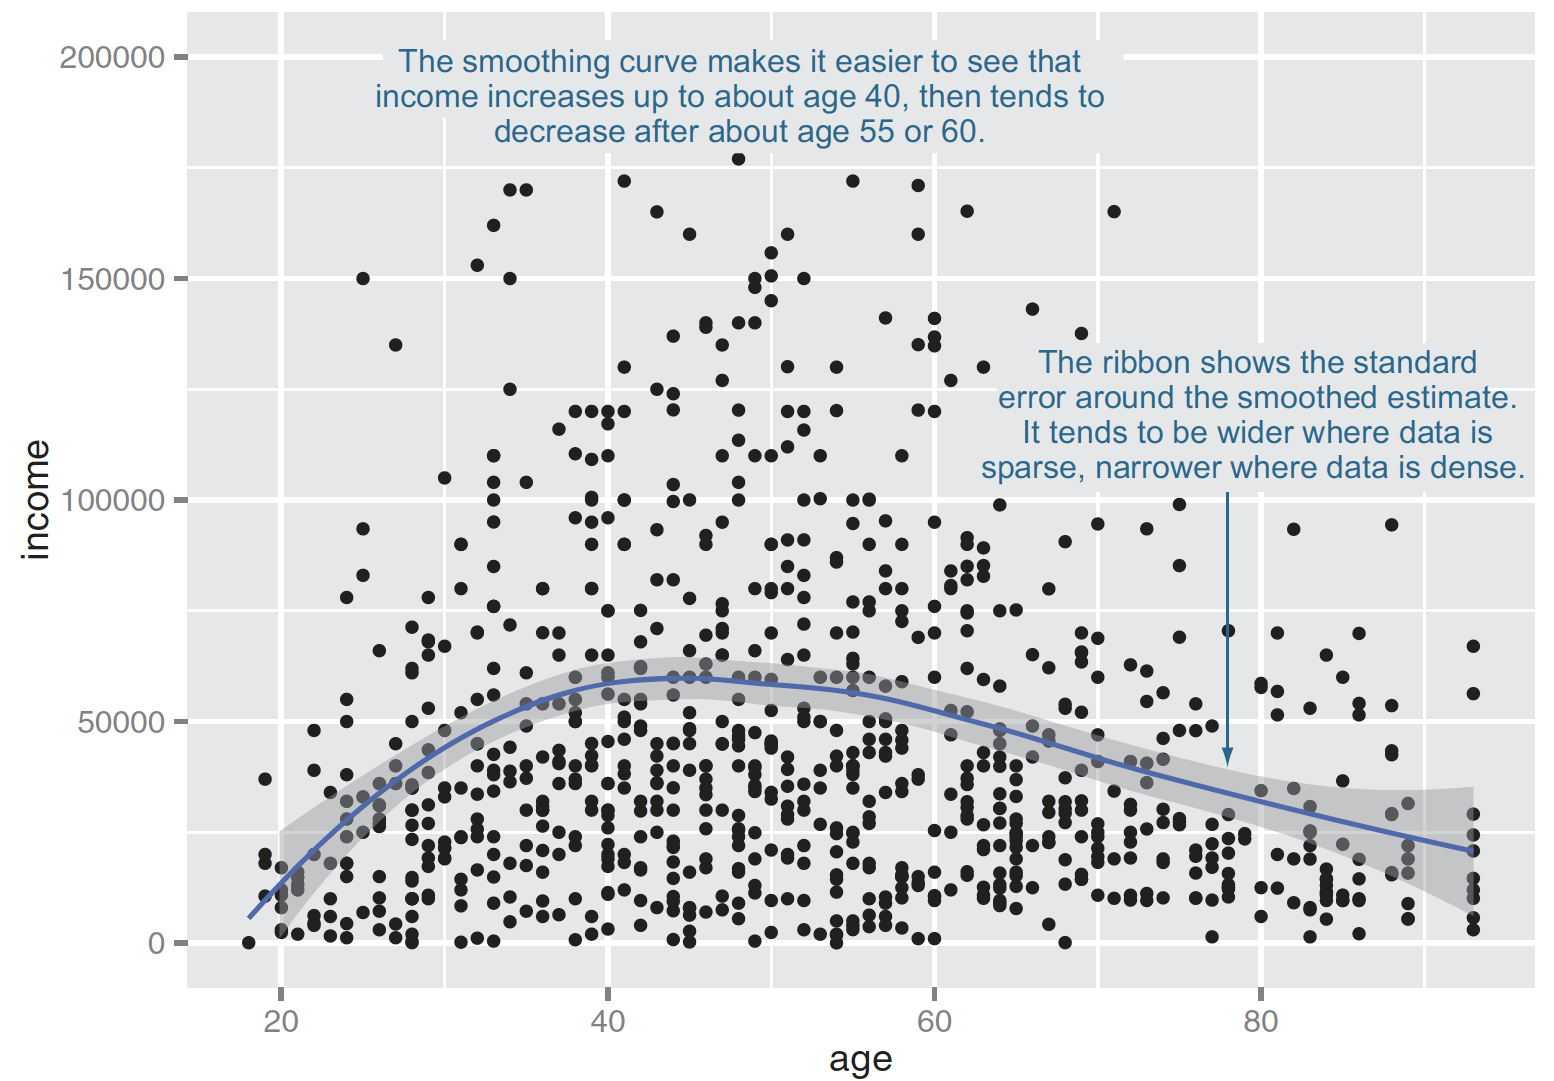 200000
The smoothing curve makes it easier to see that
income increases up to about age 40, then tends to
decrease after about age 55 or 60.
150000
The ribbon shows the standard
error around the smoothed estimate.
It tends to be wider where data is
sparse, narrower where data is dense.
100000
income
50000
0
20 40 60 80
age